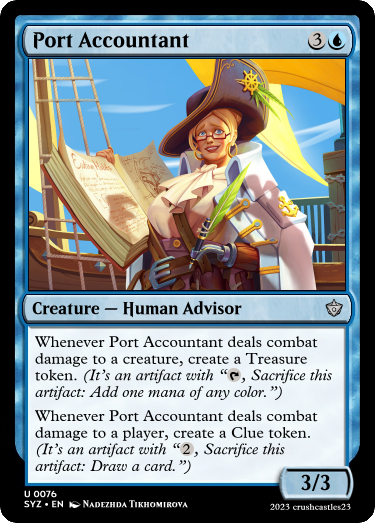 Port Accountant 3
Creature — Human Advisor
Whenever Port Accountant deals combat
damage to a creature, create a Treasure
token. (It's an artifact with “T, Sacrifice this
artifact: Add one mana of any color.”)
Whenever Port Accountant deals combat
damage to a player, create a Clue token.
(It's an artifact with “2, Sacrifice this
artifact: Draw a card.”)
3/3
U 0076
SYZ • EN Nadezhda Tikhomirova
2023 crushcastles23